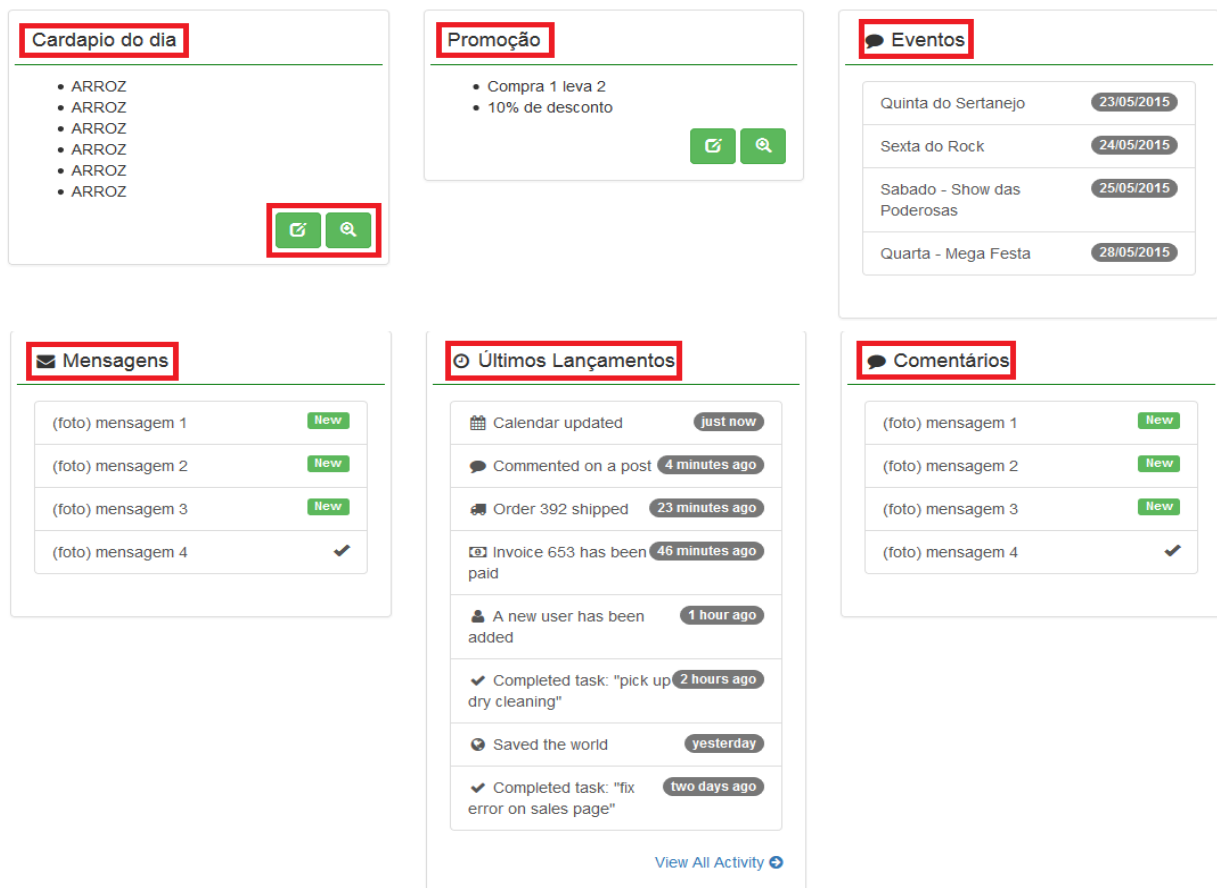 Cardapio do dia
• ARROZ
• ARROZ
• ARROZ
• ARROZ
• ARROZ
• ARROZ
Promoção
• Compra 1 leva 2
• 10% de desconto
Eventos
Quinta do Sertanejo 23/05/2015
Sexta do Rock 24/05/2015
Sabado - Show das 25/05/2015
Poderosas
Quarta - Mega Festa 28/05/2015
Mensagens
(foto) mensagem 1 New
(foto) mensagem 2 New
(foto) mensagem 3 New
(foto) mensagem 4
Últimos Lançamentos
Calendar updated just now
Commented on a post 4 minutes ago
Order 392 shipped 23 minutes ago
Invoice 653 has been 46 minutes ago
paid
A new user has been 1 hour ago
added
Completed task: "pick up 2 hours ago
dry cleaning"
Saved the world yesterday
Completed task: "fix two days ago
error on sales page"
View All Activity
Comentários
(foto) mensagem 1 New
(foto) mensagem 2 New
(foto) mensagem 3 New
(foto) mensagem 4